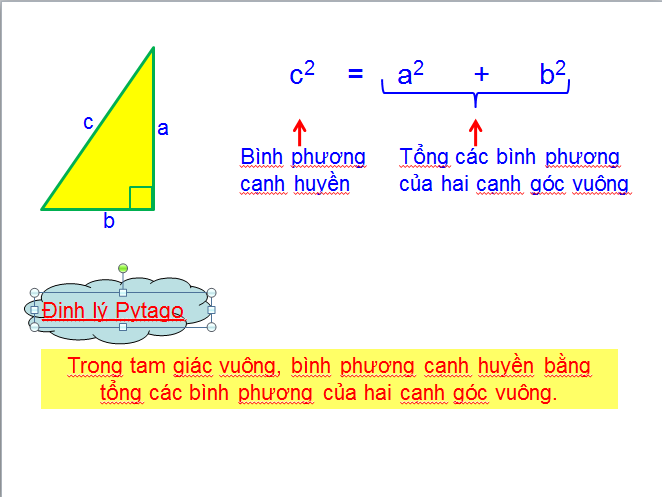 c² = a² + b²
c
a
b
Bình phương
cạnh huyền
Tổng các bình phương
của hai cạnh góc vuông
Định lý Pytago
Trong tam giác vuông, bình phương cạnh huyền bằng
tổng các bình phương của hai cạnh góc vuông.